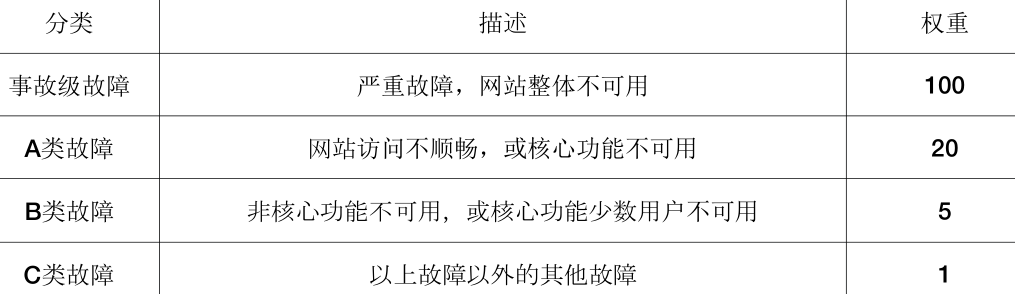 分类 描述 权重
事故级故障 严重故障，网站整体不可用 100
A类故障 网站访问不顺畅，或核心功能不可用 20
B类故障 非核心功能不可用，或核心功能少数用户不可用 5
C类故障 以上故障以外的其他故障 1